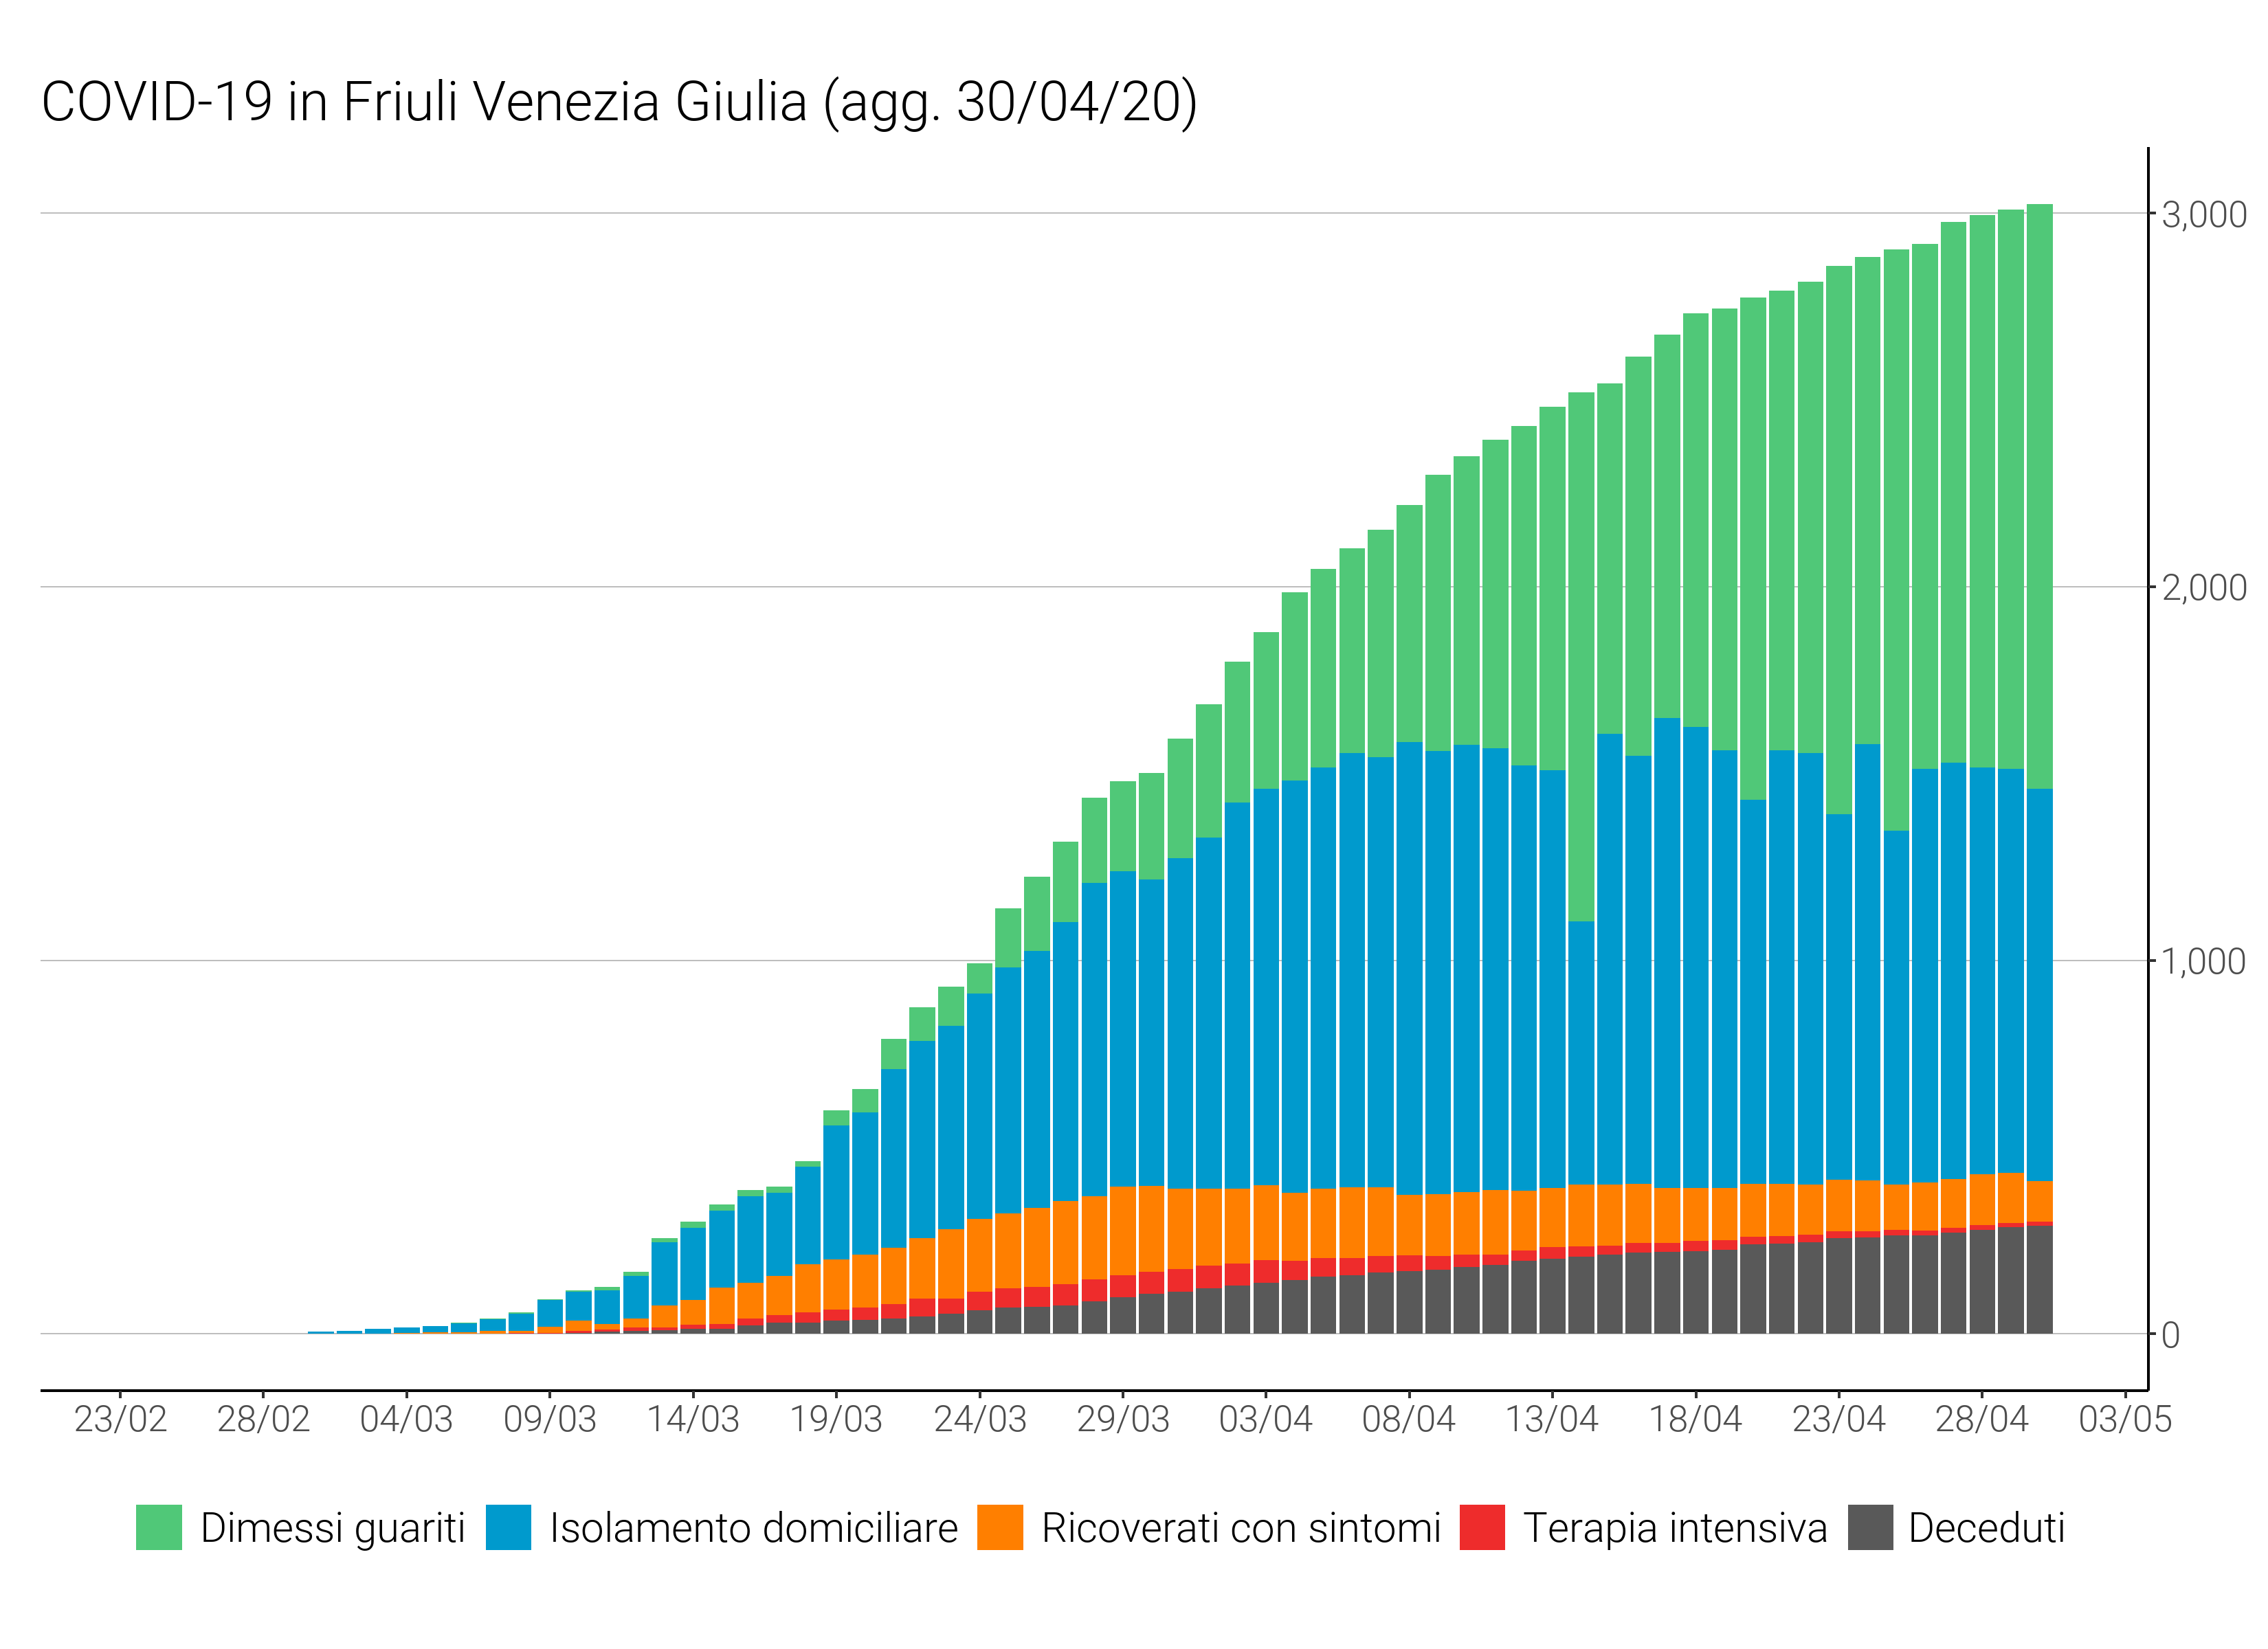 COVID-19 in Friuli Venezia Giulia (agg. 30/04/20)
3,000
2,000
1,000
0
23/02 28/02 04/03 09/03 14/03 19/03 24/03 29/03 03/04 08/04 13/04 18/04 23/04 28/04 03/05
Dimessi guariti Isolamento domiciliare Ricoverati con sintomi Terapia intensiva Deceduti